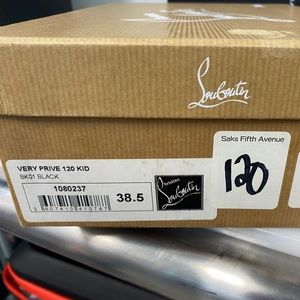 Louboutin
Saks Fifth Avenue
120
VERY PRIVE 120 KID
BK01 BLACK
1080237
38.5
Christian
Louboutin